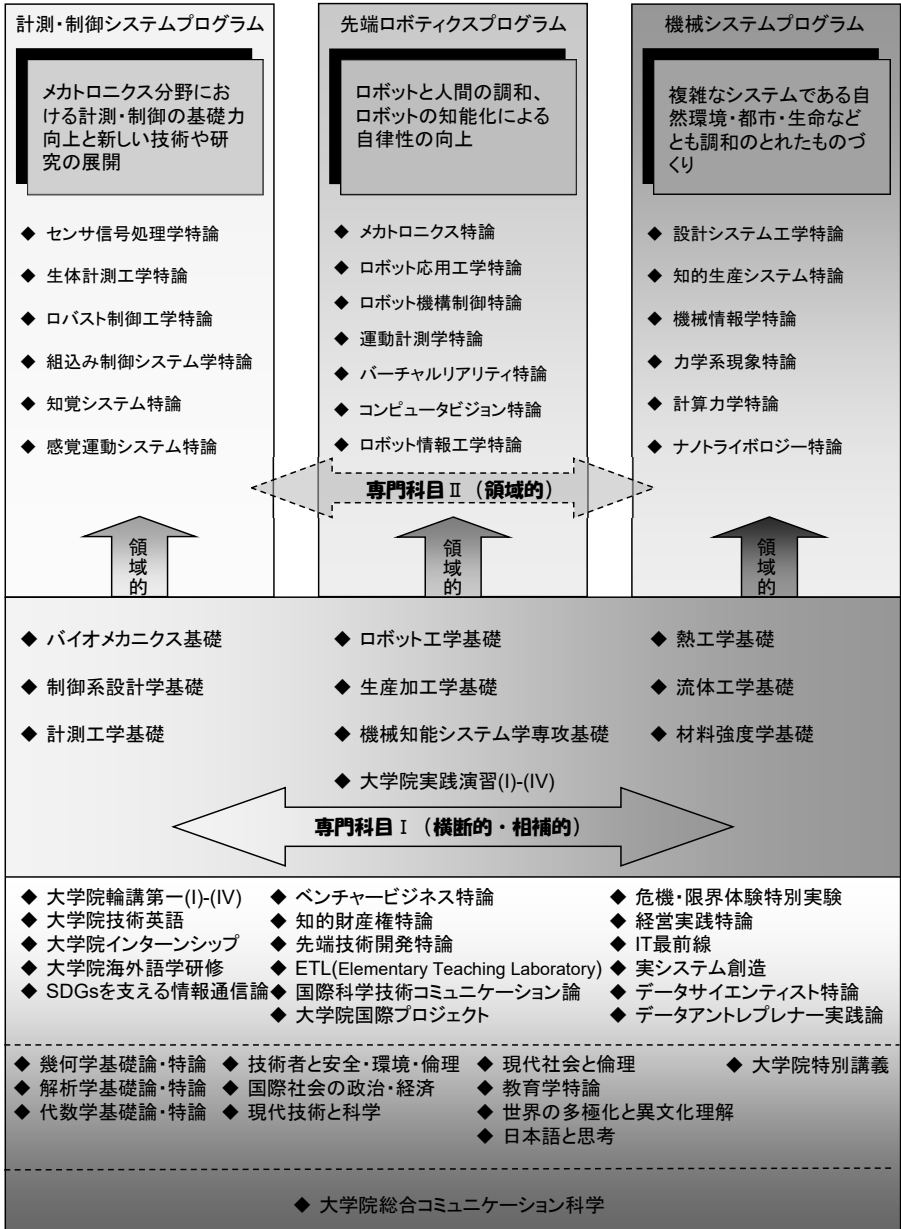 計測・制御システムプログラム
メカトロニクス分野にお
ける計測・制御の基礎力
向上と新しい技術や研
究の展開
◆ センサ信号処理学特論
◆ 生体計測工学特論
◆ ロバスト制御工学特論
◆ 組込み制御システム学特論
◆ 知覚システム特論
◆ 感覚運動システム特論
先端ロボティクスプログラム
ロボットと人間の調和、
ロボットの知能化による
自律性の向上
◆ メカトロニクス特論
◆ ロボット応用工学特論
◆ ロボット機構制御特論
◆ 運動計測学特論
◆ バーチャルリアリティ特論
◆ コンピュータビジョン特論
◆ ロボット情報工学特論
機械システムプログラム
複雑なシステムである自
然環境・都市・生命など
とも調和のとれたものづ
くり
◆ 設計システム工学特論
◆ 知的生産システム特論
◆ 機械情報学特論
◆ 力学系現象特論
◆ 計算力学特論
◆ ナノトライボロジー特論
専門科目Ⅱ(領域的)
領域的
領域的
領域的
◆ バイオメカニクス基礎
◆ 制御系設計学基礎
◆ 計測工学基礎
◆ ロボット工学基礎
◆ 生産加工学基礎
◆ 機械知能システム学専攻基礎
◆ 大学院実践演習(I)-(IV)
◆ 熱工学基礎
◆ 流体工学基礎
◆ 材料強度学基礎
専門科目Ⅰ(横断的・相補的)
◆ 大学院輪講第一(I)-(IV)
◆ 大学院技術英語
◆ 大学院インターンシップ
◆ 大学院海外語学研修
◆ SDGsを支える情報通信論
◆ ベンチャービジネス特論
◆ 知的財産権特論
◆ 先端技術開発特論
◆ ETL(Elementary Teaching Laboratory)
◆ 国際科学技術コミュニケーション論
◆ 大学院国際プロジェクト
◆ 危機・限界体験特別実験
◆ 経営実践特論
◆ IT最前線
◆ 実システム創造
◆ データサイエンティスト特論
◆ データアントレプレナー実践論
◆ 幾何学基礎論・特論
◆ 解析学基礎論・特論
◆ 代数学基礎論・特論
◆ 技術者と安全・環境・倫理
◆ 国際社会の政治・経済
◆ 現代技術と科学
◆ 現代社会と倫理
◆ 教育学特論
◆ 世界の多極化と異文化理解
◆ 日本語と思考
◆ 大学院特別講義
◆ 大学院総合コミュニケーション科学